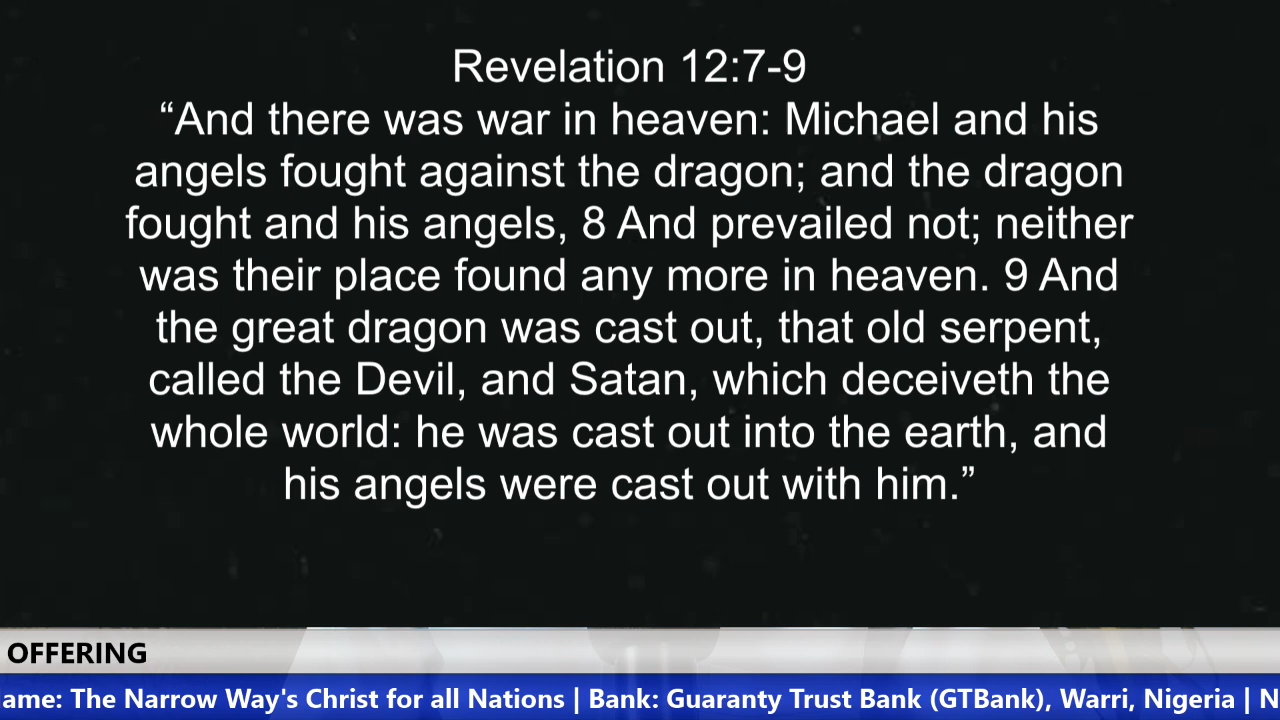 Revelation 12:7-9
“And there was war in heaven: Michael and his
angels fought against the dragon; and the dragon
fought and his angels, 8 And prevailed not; neither
was their place found any more in heaven. 9 And
the great dragon was cast out, that old serpent,
called the Devil, and Satan, which deceiveth the
whole world: he was cast out into the earth, and
his angels were cast out with him.”
OFFERING
ame: The Narrow Way's Christ for all Nations | Bank: Guaranty Trust Bank (GTBank), Warri, Nigeria | N